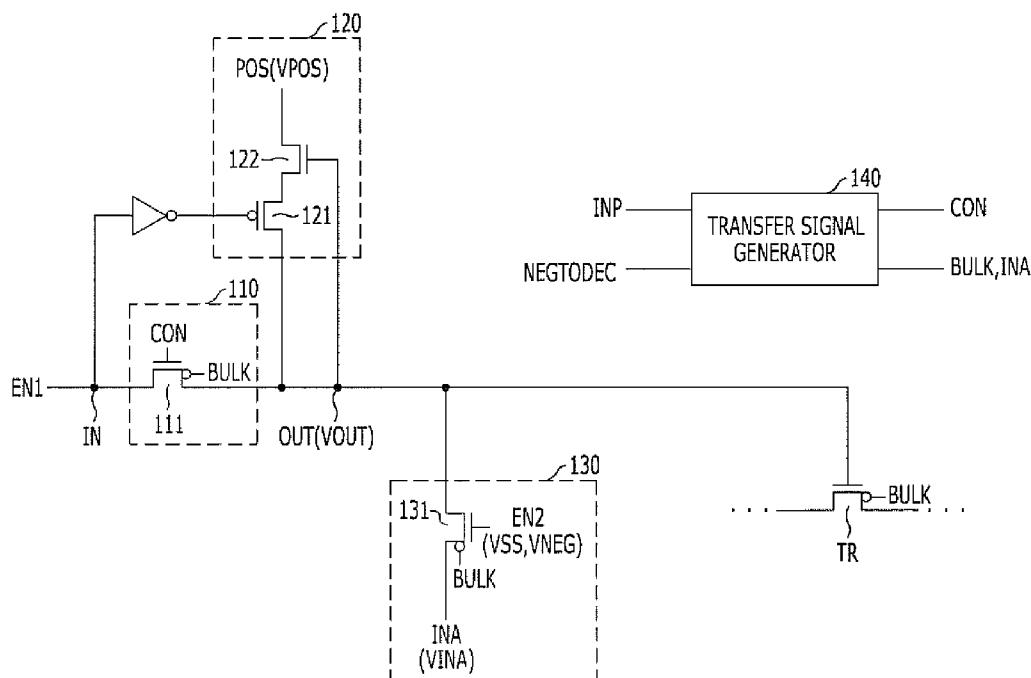 120
POS(VPOS)
122
121
140
INP
TRANSFER SIGNAL
GENERATOR
CON
NEGTODEC
BULK,INA
110
CON
BULK
EN1
111
IN
OUT(VOUT)
130
131
EN2
(VSS,VNEG)
BULK
INA
(VINA)
BULK
TR